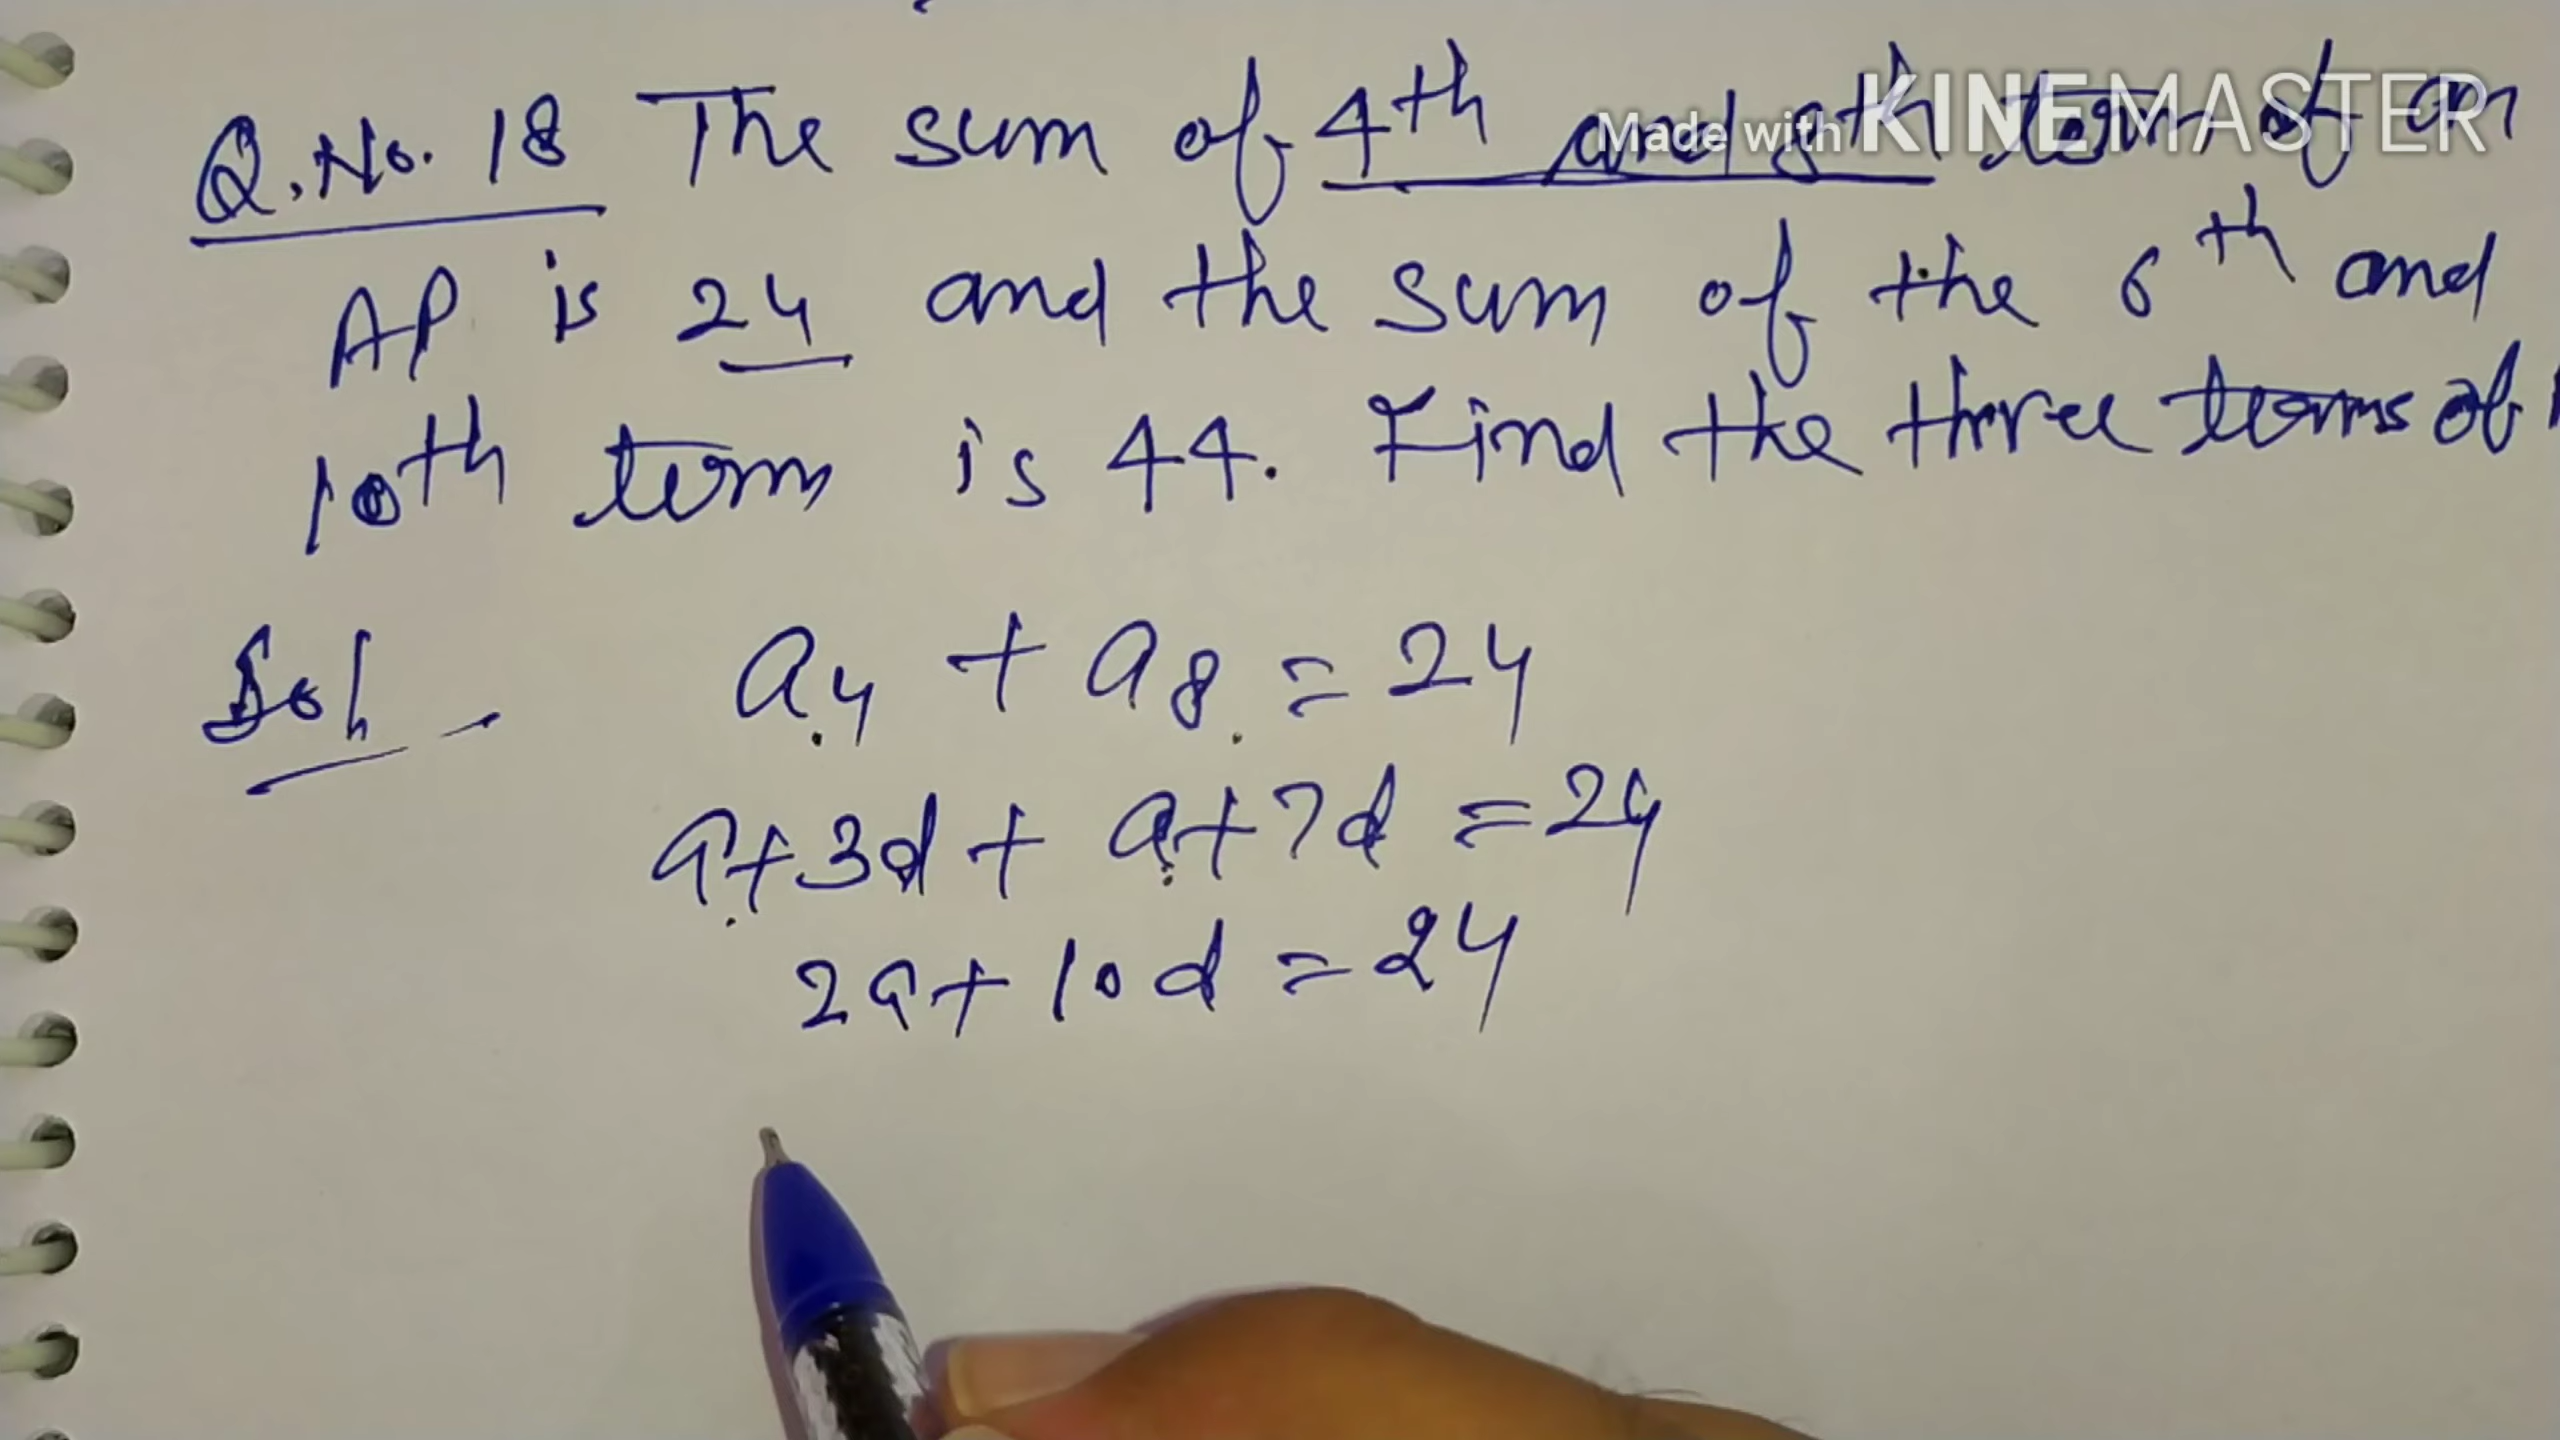 Q.No. 18 The sum of 4th and 8th term of an
Made with KINEMASTER
AP is 24 and the sum of the 6th and
10th term is 44. Find the three terms of
Soln a4 + a8 = 24
a+3d + a+7d = 24
2a+10d = 24